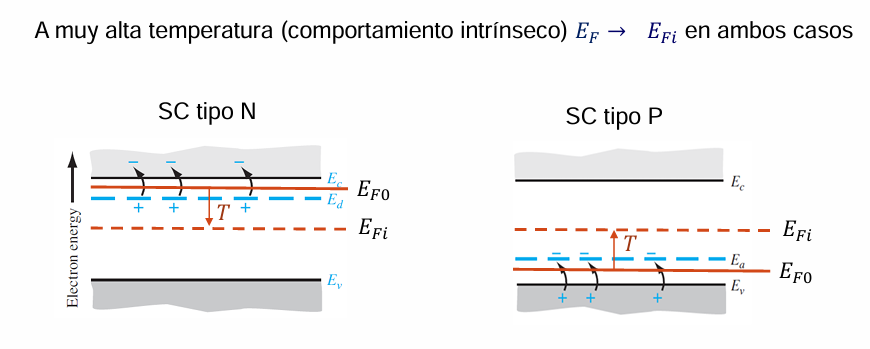 A muy alta temperatura (comportamiento intrínseco) E_F → E_Fi en ambos casos
SC tipo N
SC tipo P
Electron energy
− − −
E_c
E_F0
E_d
+ + +
T
E_Fi
E_v
E_c
E_Fi
T
− − −
E_a
E_F0
E_v
+ + +